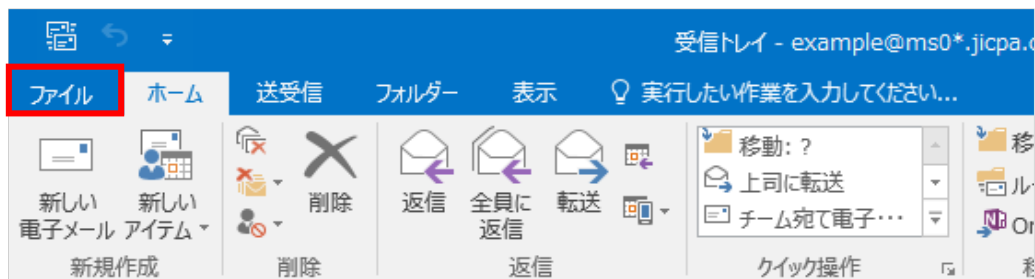 受信トレイ - example@ms0*.jicpa.
ファイル ホーム 送受信 フォルダー 表示 実行したい作業を入力してください...
新しい
電子メール
新しい
アイテム
削除
返信
全員に
返信
転送
移動: ?
上司に転送
チーム宛て電子・・・
新規作成 削除 返信 クイック操作